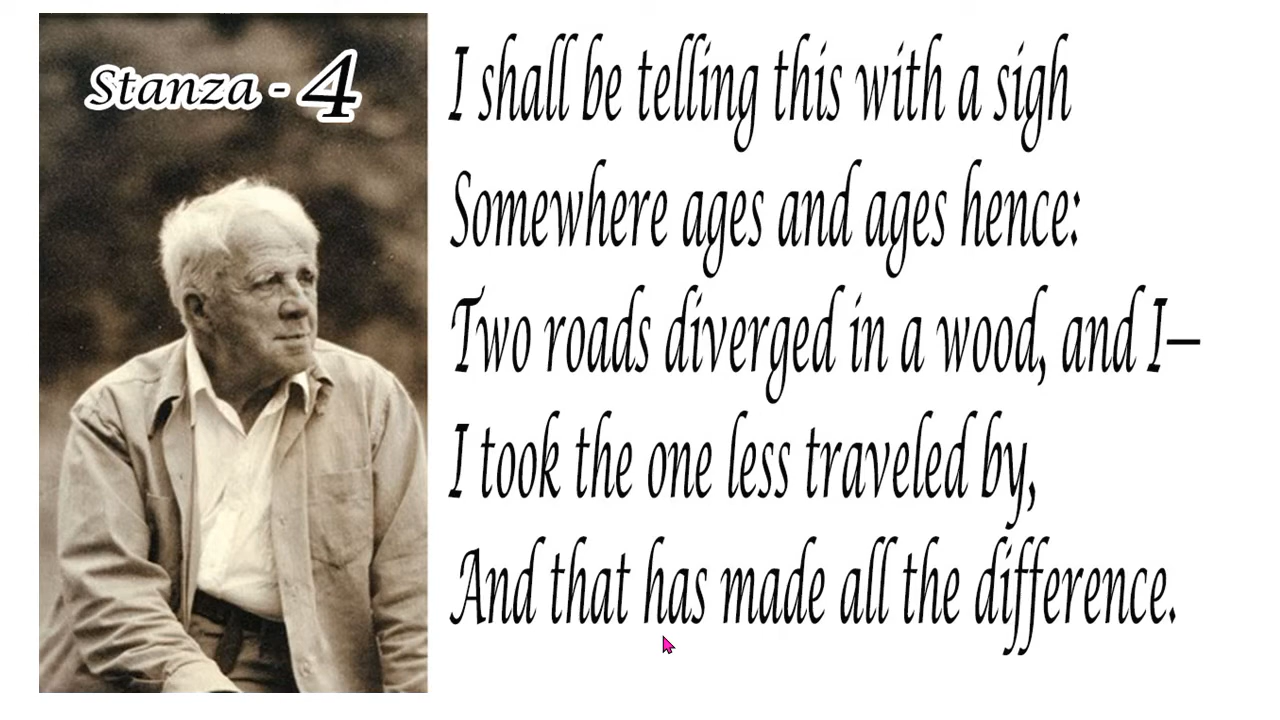 Stanza - 4
I shall be telling this with a sigh
Somewhere ages and ages hence:
Two roads diverged in a wood, and I—
I took the one less traveled by,
And that has made all the difference.